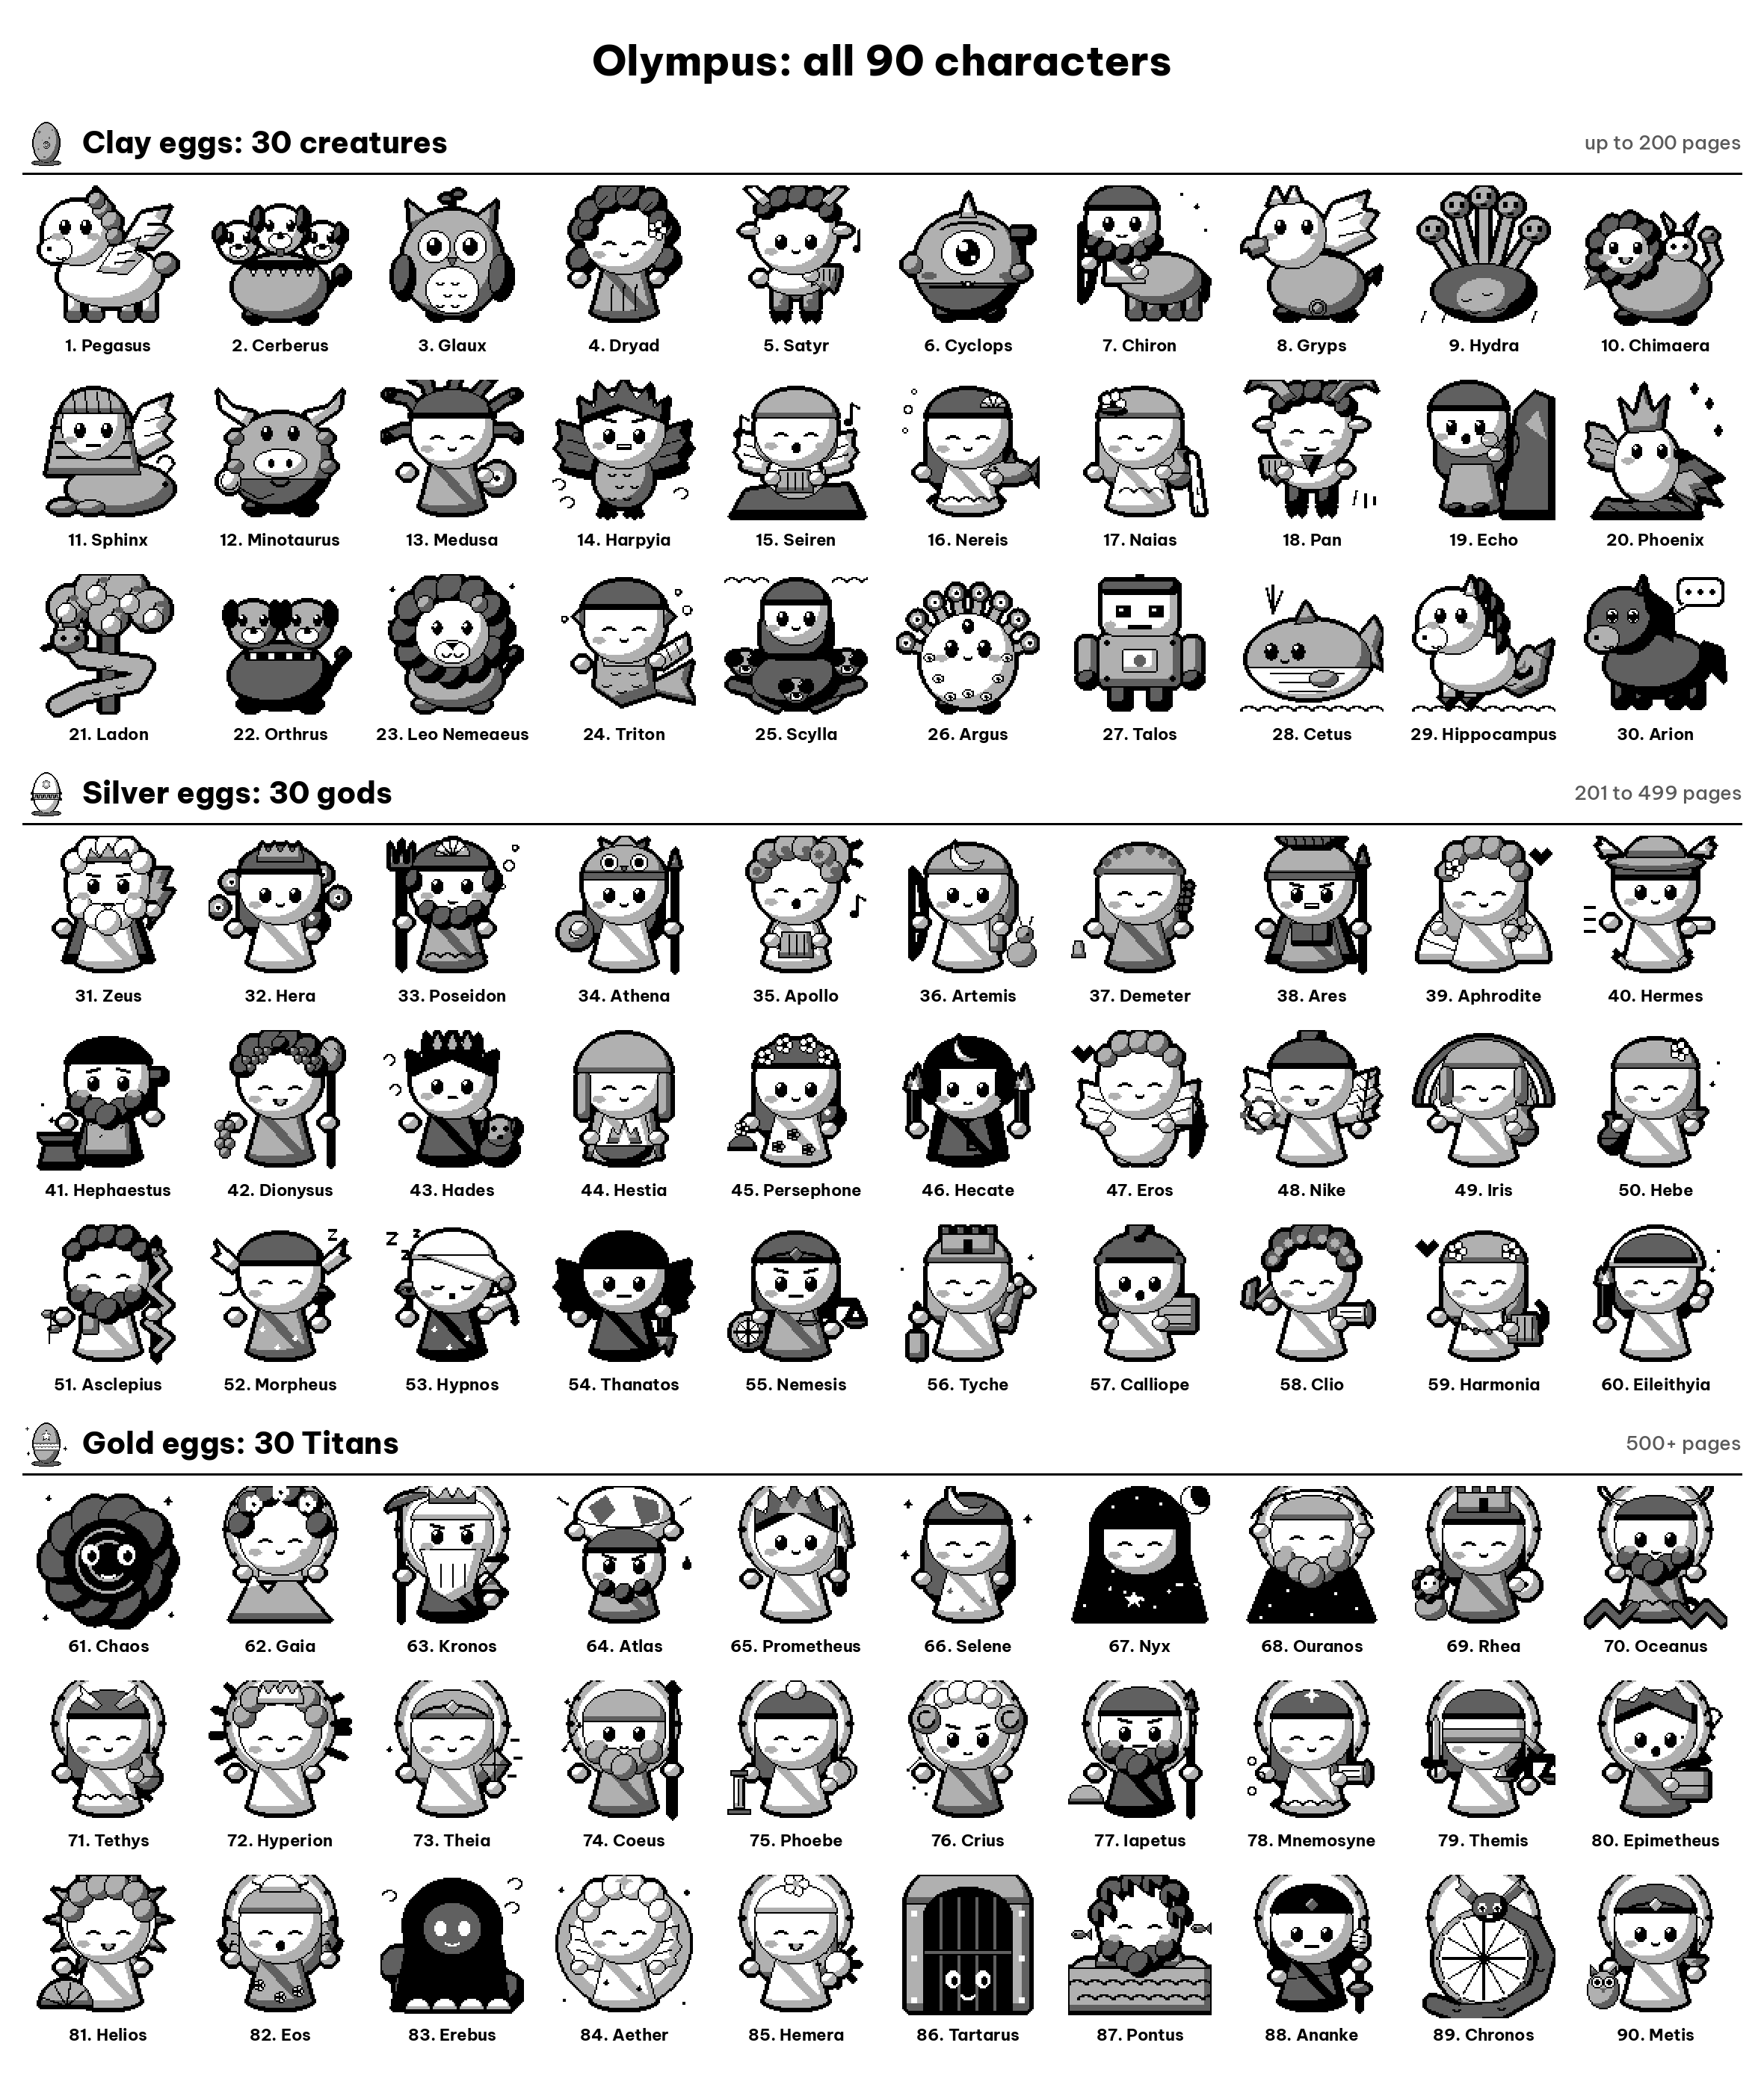 Olympus: all 90 characters
Clay eggs: 30 creatures
up to 200 pages
1. Pegasus
2. Cerberus
3. Glaux
4. Dryad
5. Satyr
6. Cyclops
7. Chiron
8. Gryps
9. Hydra
10. Chimaera
11. Sphinx
12. Minotaurus
13. Medusa
14. Harpyia
15. Seiren
16. Nereis
17. Naias
18. Pan
19. Echo
20. Phoenix
21. Ladon
22. Orthrus
23. Leo Nemeaeus
24. Triton
25. Scylla
26. Argus
27. Talos
28. Cetus
29. Hippocampus
30. Arion
Silver eggs: 30 gods
201 to 499 pages
31. Zeus
32. Hera
33. Poseidon
34. Athena
35. Apollo
36. Artemis
37. Demeter
38. Ares
39. Aphrodite
40. Hermes
41. Hephaestus
42. Dionysus
43. Hades
44. Hestia
45. Persephone
46. Hecate
47. Eros
48. Nike
49. Iris
50. Hebe
z
Z z
z
51. Asclepius
52. Morpheus
53. Hypnos
54. Thanatos
55. Nemesis
56. Tyche
57. Calliope
58. Clio
59. Harmonia
60. Eileithyia
Gold eggs: 30 Titans
500+ pages
61. Chaos
62. Gaia
63. Kronos
64. Atlas
65. Prometheus
66. Selene
67. Nyx
68. Ouranos
69. Rhea
70. Oceanus
71. Tethys
72. Hyperion
73. Theia
74. Coeus
75. Phoebe
76. Crius
77. Iapetus
78. Mnemosyne
79. Themis
80. Epimetheus
81. Helios
82. Eos
83. Erebus
84. Aether
85. Hemera
86. Tartarus
87. Pontus
88. Ananke
89. Chronos
90. Metis